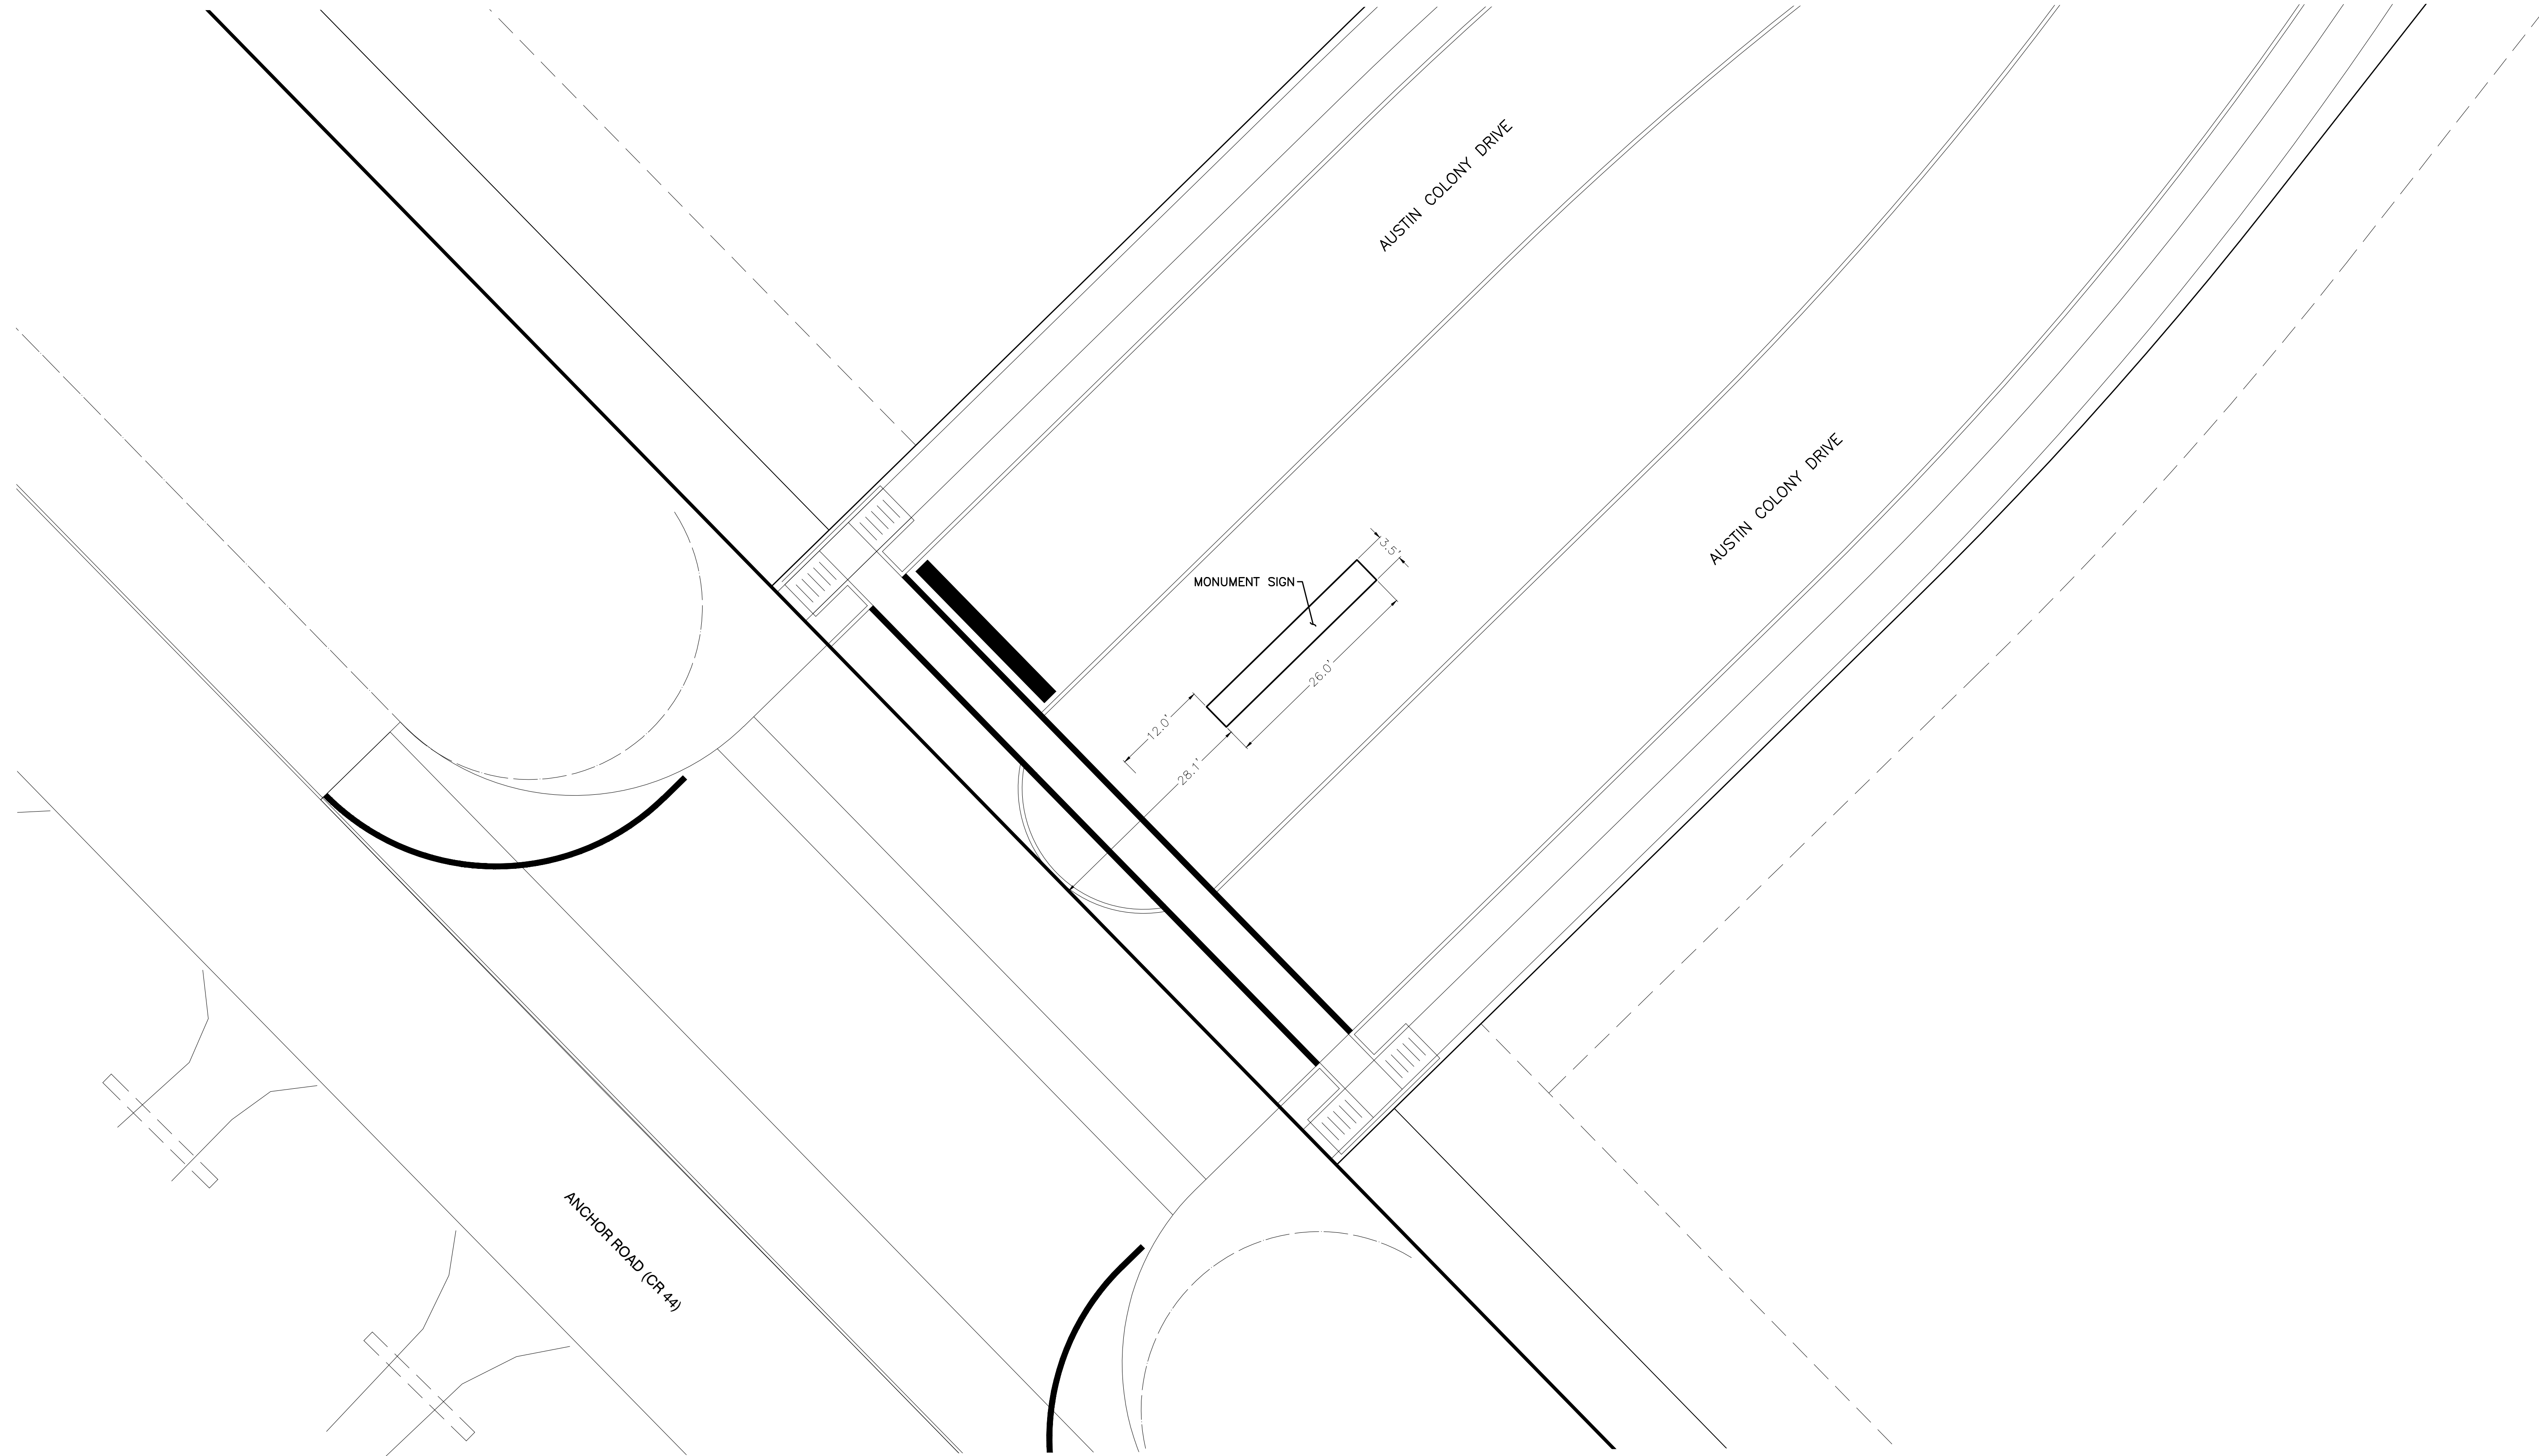 AUSTIN COLONY DRIVE
AUSTIN COLONY DRIVE
3.5'
MONUMENT SIGN
26.0'
12.0'
28.1'
ANCHOR ROAD (CR 44)